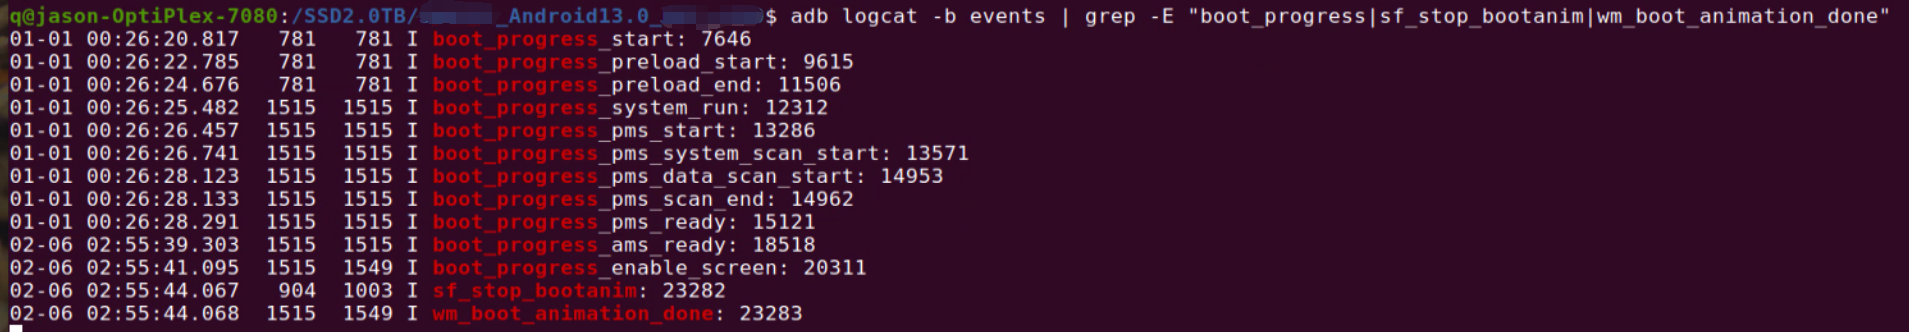 q@jason-OptiPlex-7080:/SSD2.0TB/ _Android13.0_ $ adb logcat -b events | grep -E "boot_progress|sf_stop_bootanim|wm_boot_animation_done"
01-01 00:26:20.817   781   781 I boot_progress_start: 7646
01-01 00:26:22.785   781   781 I boot_progress_preload_start: 9615
01-01 00:26:24.676   781   781 I boot_progress_preload_end: 11506
01-01 00:26:25.482  1515  1515 I boot_progress_system_run: 12312
01-01 00:26:26.457  1515  1515 I boot_progress_pms_start: 13286
01-01 00:26:26.741  1515  1515 I boot_progress_pms_system_scan_start: 13571
01-01 00:26:28.123  1515  1515 I boot_progress_pms_data_scan_start: 14953
01-01 00:26:28.133  1515  1515 I boot_progress_pms_scan_end: 14962
01-01 00:26:28.291  1515  1515 I boot_progress_pms_ready: 15121
02-06 02:55:39.303  1515  1515 I boot_progress_ams_ready: 18518
02-06 02:55:41.095  1515  1549 I boot_progress_enable_screen: 20311
02-06 02:55:44.067   904  1003 I sf_stop_bootanim: 23282
02-06 02:55:44.068  1515  1549 I wm_boot_animation_done: 23283